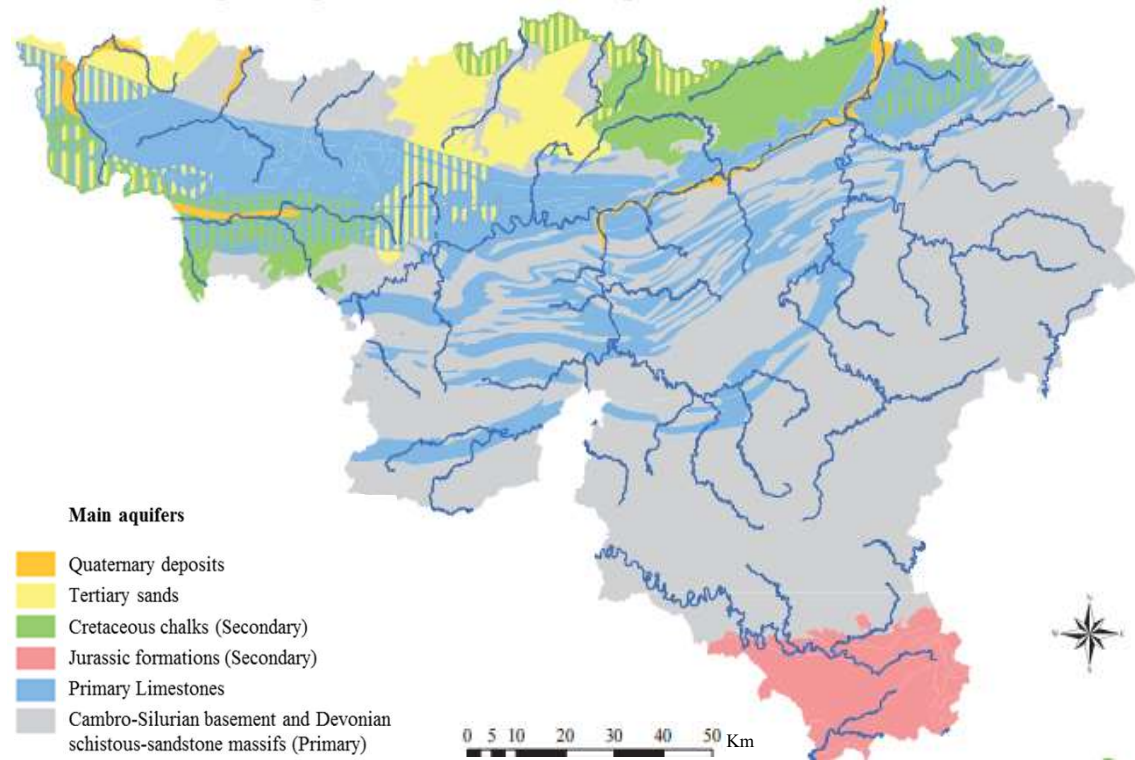 Main aquifers
Quaternary deposits
Tertiary sands
Cretaceous chalks (Secondary)
Jurassic formations (Secondary)
Primary Limestones
Cambro-Silurian basement and Devonian
schistous-sandstone massifs (Primary)
0 5 10 20 30 40 50 Km